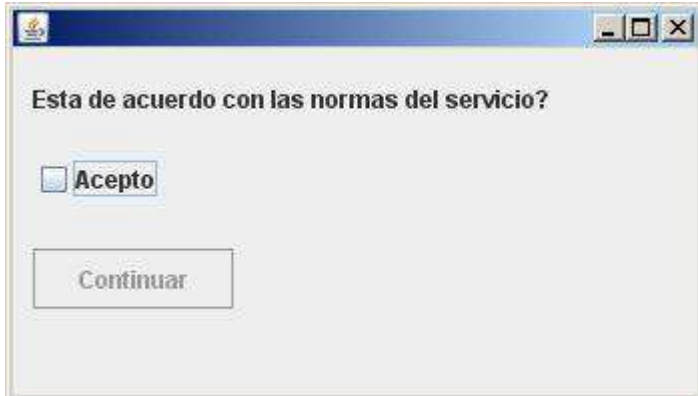 Esta de acuerdo con las normas del servicio?
Acepto
Continuar